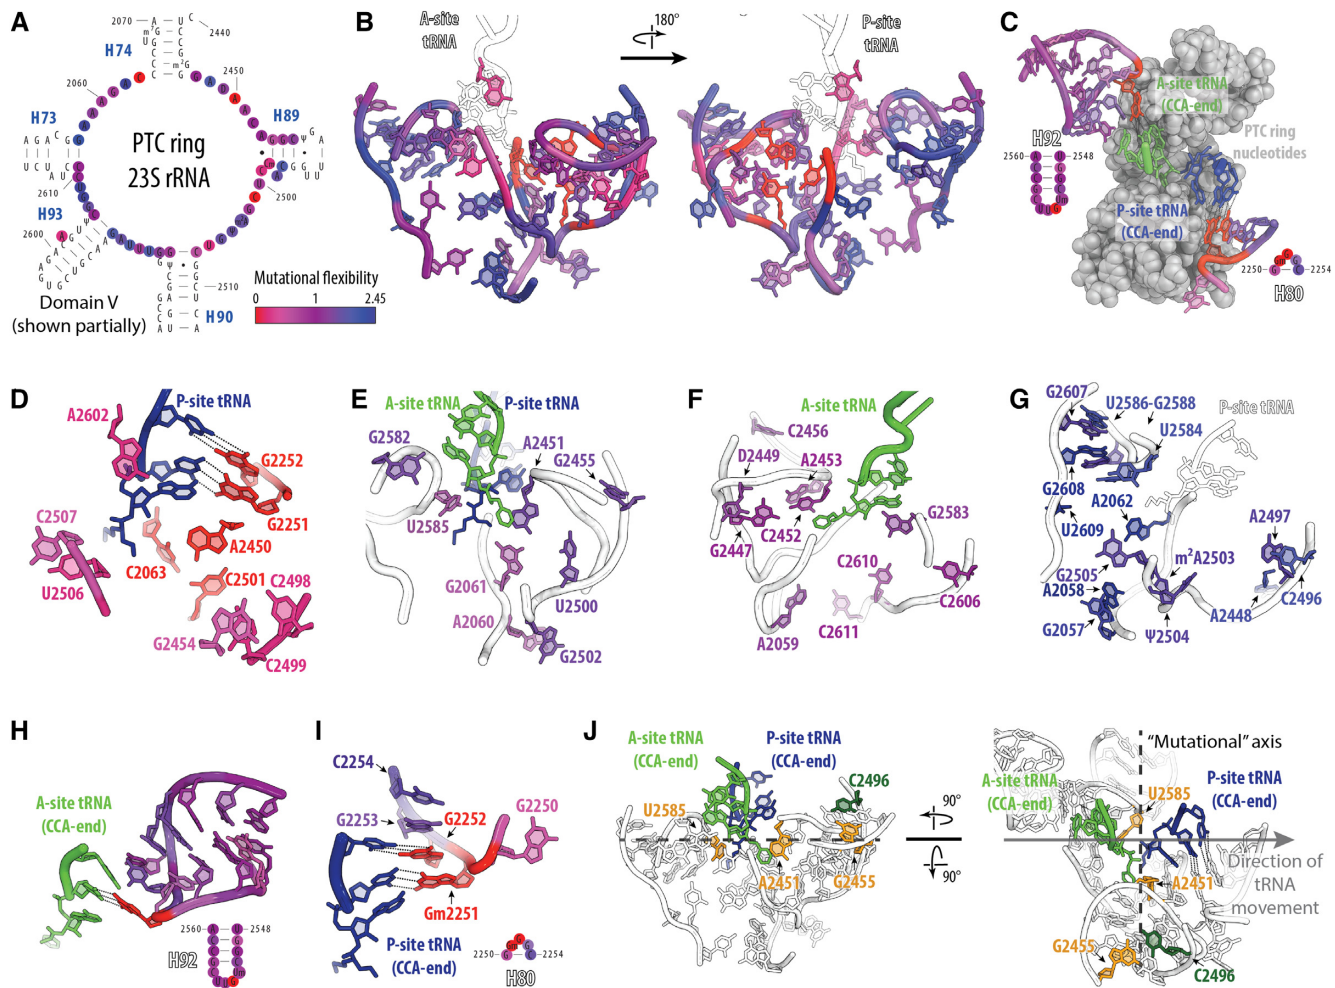 A
2070
2440
H74
2060
2450
H73
H89
PTC ring
23S rRNA
2610
2500
H93
2600
2510
Domain V
(shown partially)
H90
Mutational flexibility
0 1 2.45
B
A-site
tRNA
180°
P-site
tRNA
C
A-site tRNA
(CCA-end)
PTC ring
nucleotides
H92
2560 2548
P-site tRNA
(CCA-end)
2250 2254
H80
D
A2602
P-site tRNA
G2252
G2251
C2507
A2450
U2506
C2063
C2501
C2498
G2454
C2499
E
A-site tRNA
P-site tRNA
G2582
A2451
G2455
U2585
G2061
U2500
A2060
G2502
F
A-site tRNA
C2456
D2449
A2453
G2447
C2452
G2583
C2610
C2606
A2059
C2611
G
G2607
U2586-G2588
P-site tRNA
U2584
G2608
A2062
U2609
A2497
G2505
m²A2503
A2058
G2057
Ψ2504
A2448
C2496
H
A-site tRNA
(CCA-end)
2560 2548
H92
I
C2254
G2253
G2252
G2250
Gm2251
P-site tRNA
(CCA-end)
2250 2254
H80
J
A-site tRNA
(CCA-end)
P-site tRNA
(CCA-end)
C2496
U2585
A2451
G2455
90°
90°
"Mutational" axis
A-site tRNA
(CCA-end)
P-site tRNA
(CCA-end)
U2585
Direction of
tRNA
movement
A2451
G2455
C2496